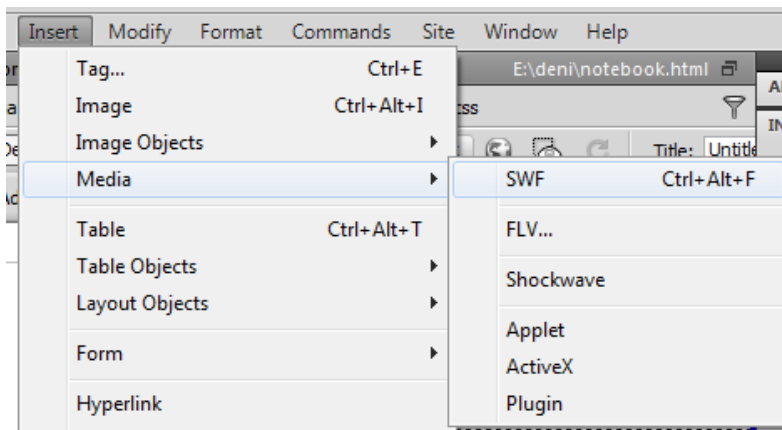 Insert Modify Format Commands Site Window Help
Tag... Ctrl+E
E:\deni\notebook.html
Image Ctrl+Alt+I
Image Objects
Title: Untitle
Media
SWF Ctrl+Alt+F
Table Ctrl+Alt+T
FLV...
Table Objects
Shockwave
Layout Objects
Applet
Form
ActiveX
Hyperlink
Plugin